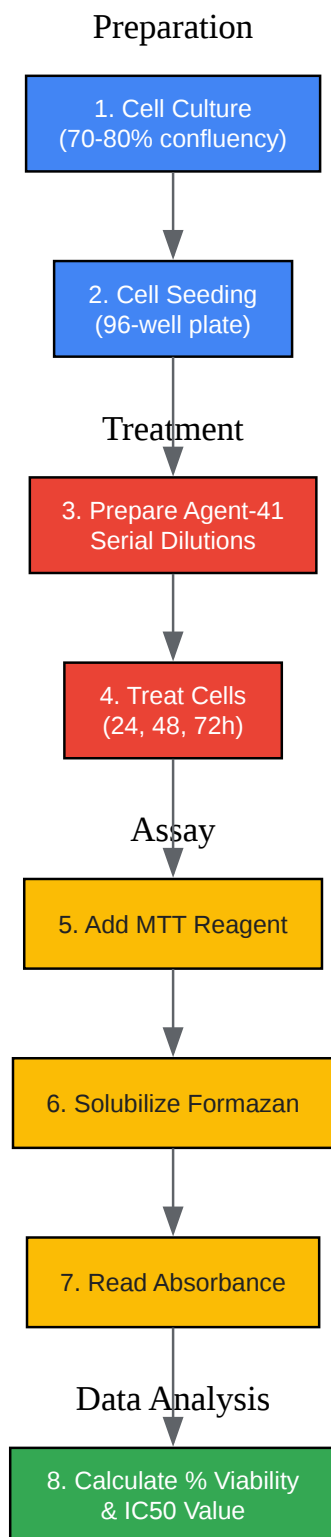 Preparation
1. Cell Culture
(70-80% confluency)
2. Cell Seeding
(96-well plate)
Treatment
3. Prepare Agent-41
Serial Dilutions
4. Treat Cells
(24, 48, 72h)
Assay
5. Add MTT Reagent
6. Solubilize Formazan
7. Read Absorbance
Data Analysis
8. Calculate % Viability
& IC50 Value